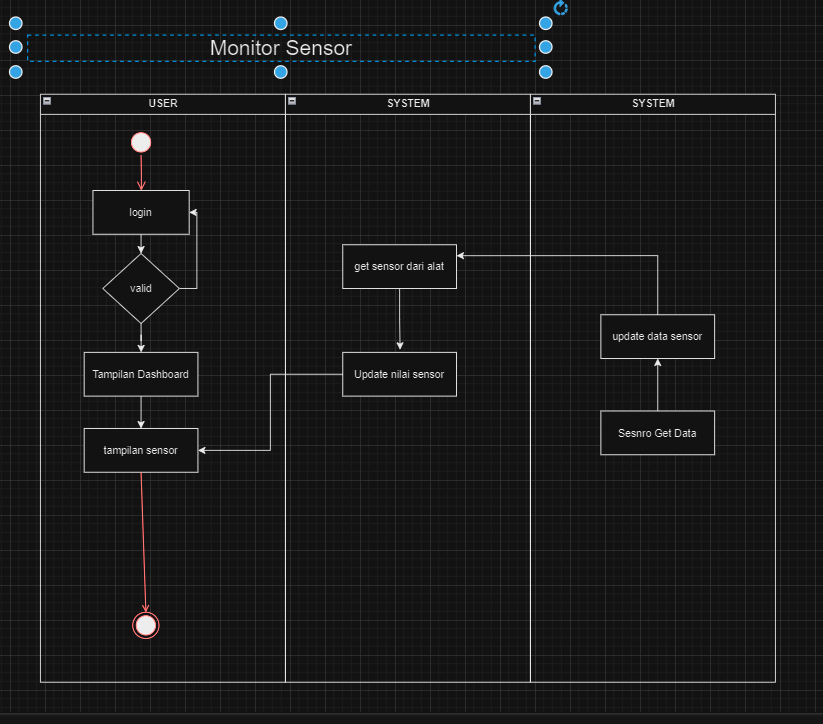 Monitor Sensor
USER
SYSTEM
SYSTEM
login
valid
Tampilan Dashboard
tampilan sensor
get sensor dari alat
Update nilai sensor
update data sensor
Sesnro Get Data